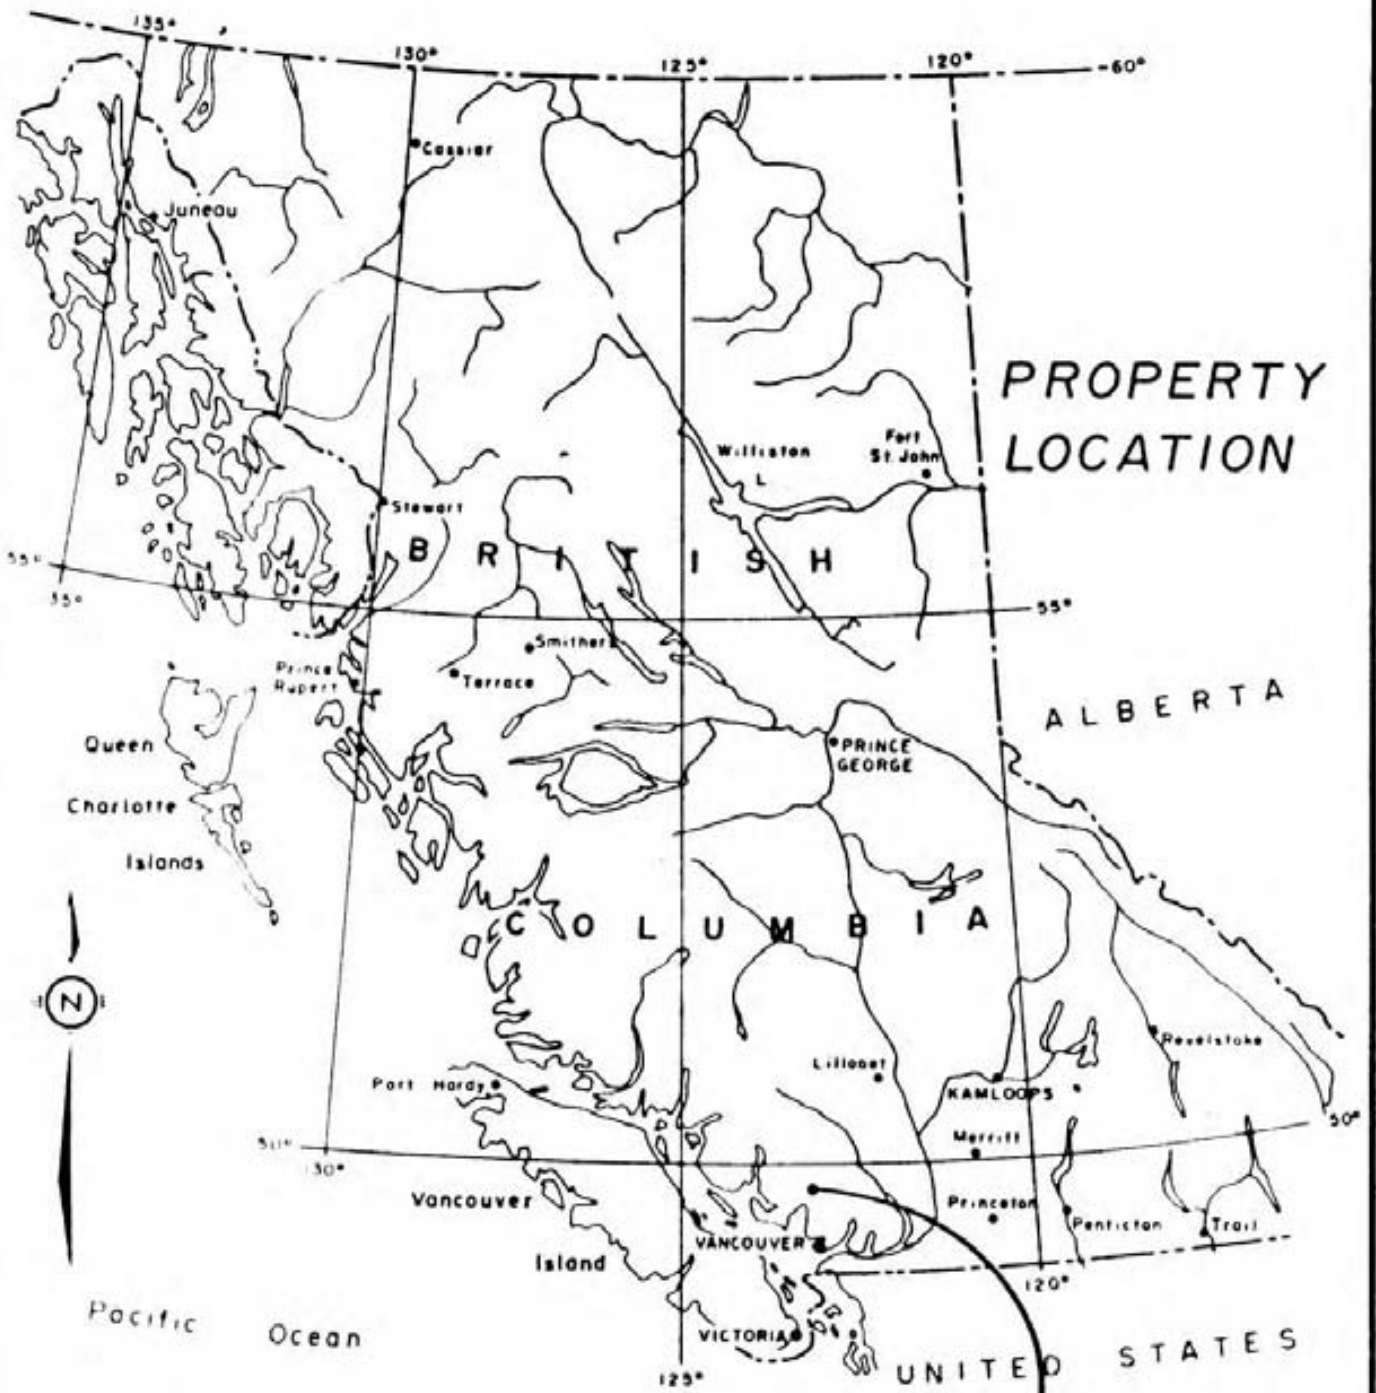 135°
130°
125°
120°
60°
Cassiar
Juneau
PROPERTY
LOCATION
Williston
L
Fort
St. John
Stewart
BRITISH
55°
55°
Smithers
Terrace
Prince
Rupert
ALBERTA
Queen
Charlotte
Islands
PRINCE
GEORGE
COLUMBIA
N
Revelstoke
Lillooet
Port Hardy
KAMLOOPS
50°
Merritt
130°
Vancouver
Island
Princeton
Penticton
Trail
VANCOUVER
120°
Pacific Ocean
VICTORIA
UNITED STATES
125°